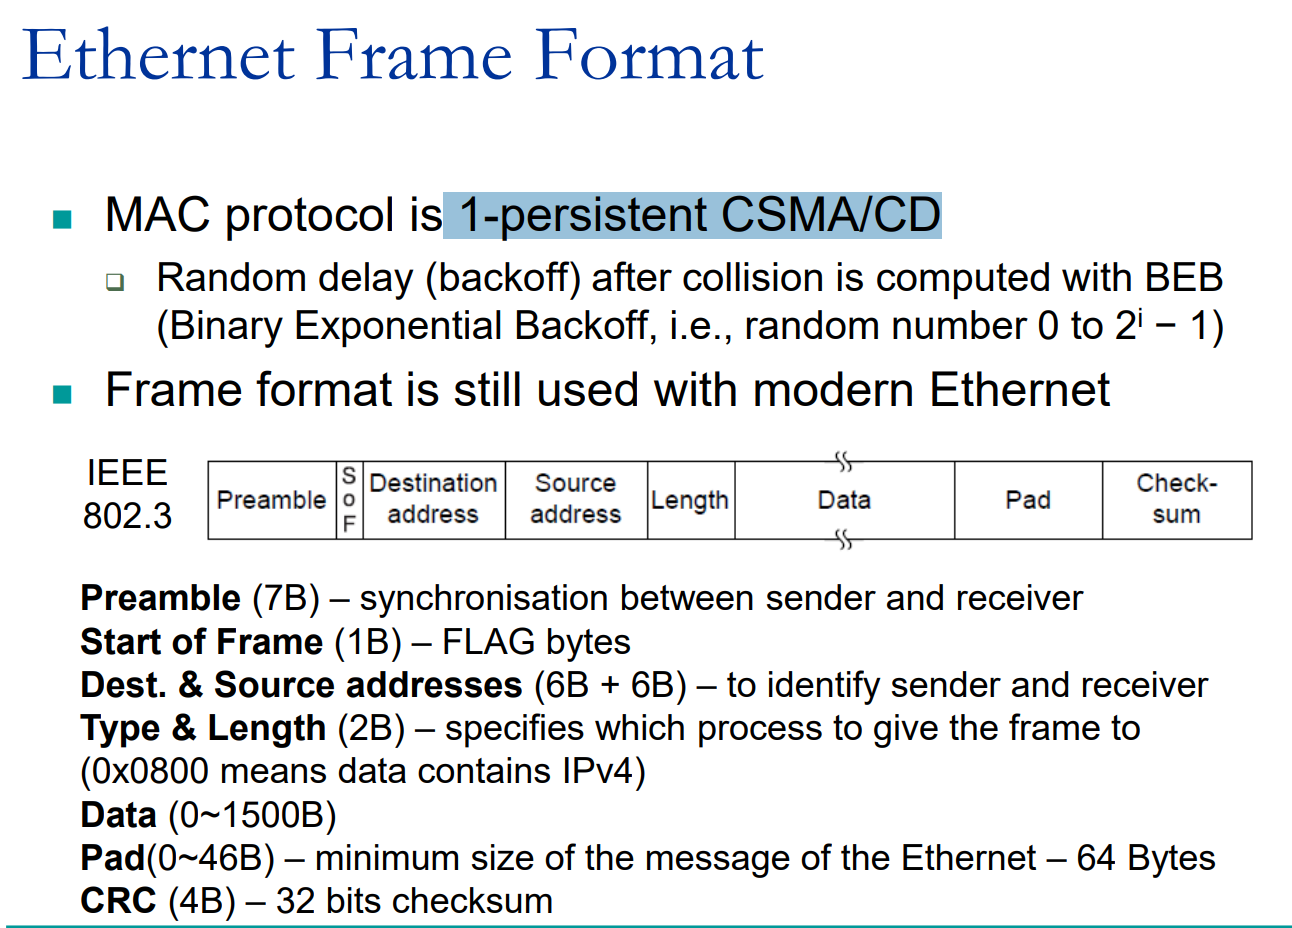 Ethernet Frame Format
MAC protocol is 1-persistent CSMA/CD
Random delay (backoff) after collision is computed with BEB
(Binary Exponential Backoff, i.e., random number 0 to 2ⁱ − 1)
Frame format is still used with modern Ethernet
IEEE
802.3
Preamble
S
o
F
Destination
address
Source
address
Length
Data
Pad
Check-
sum
Preamble (7B) – synchronisation between sender and receiver
Start of Frame (1B) – FLAG bytes
Dest. & Source addresses (6B + 6B) – to identify sender and receiver
Type & Length (2B) – specifies which process to give the frame to
(0x0800 means data contains IPv4)
Data (0~1500B)
Pad(0~46B) – minimum size of the message of the Ethernet – 64 Bytes
CRC (4B) – 32 bits checksum